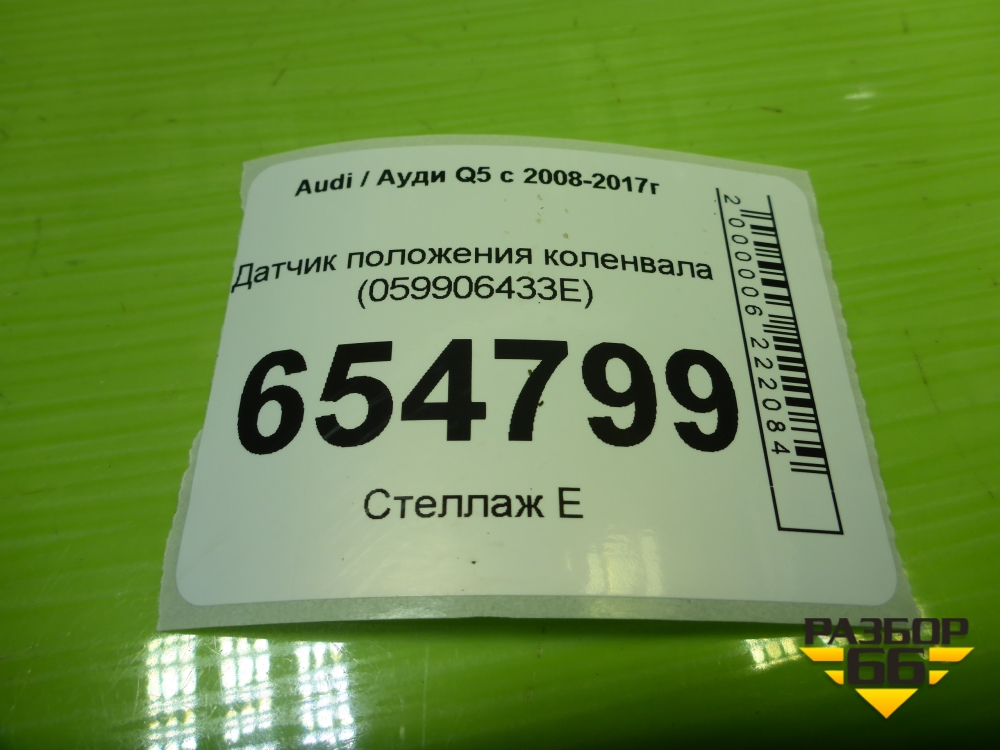 Audi / Ауди Q5 с 2008-2017г
Датчик положения коленвала
(059906433E)
654799
Стеллаж Е
2000006222084
РАЗБОР
66